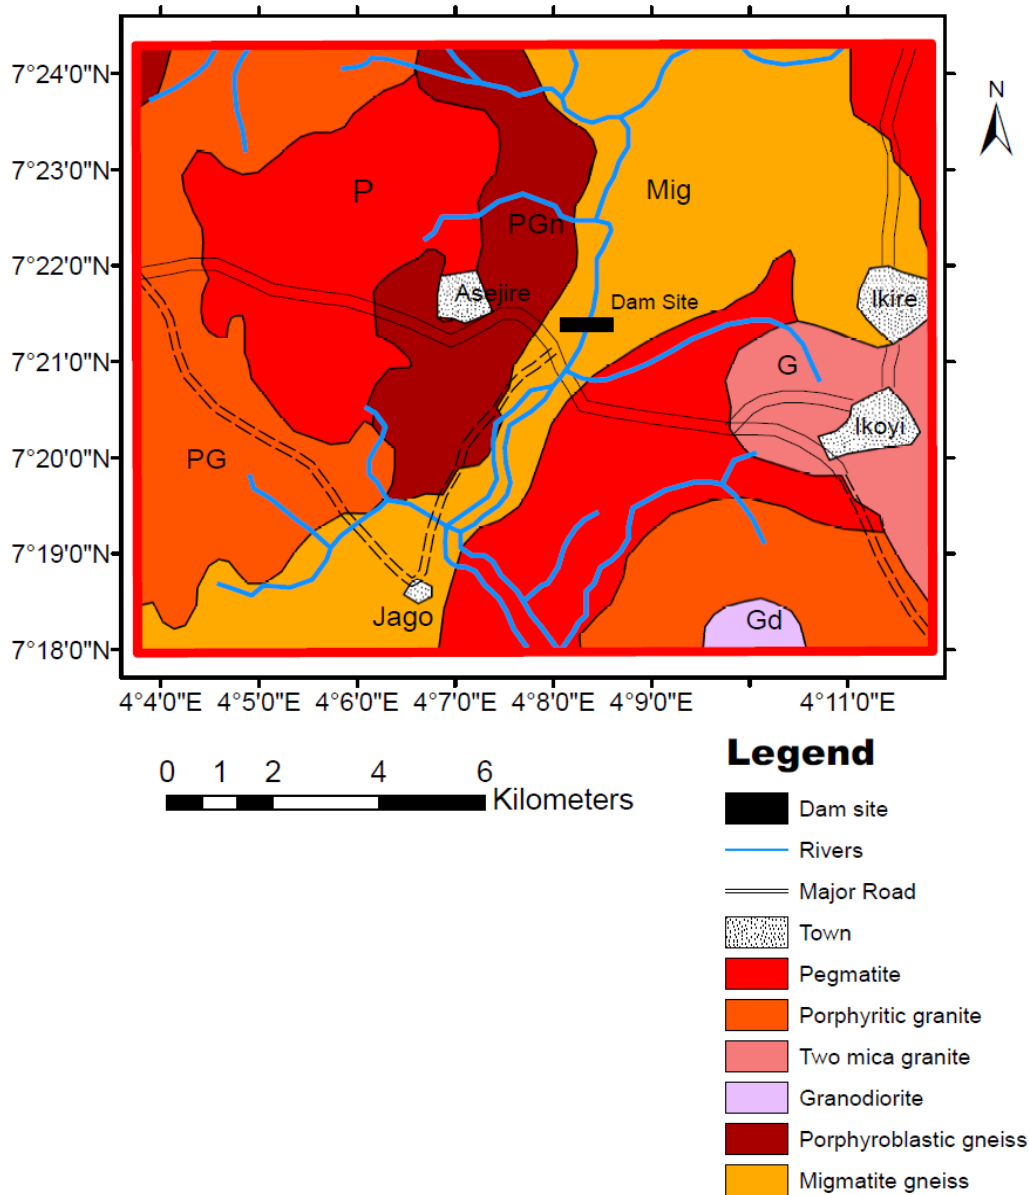 7°24'0"N
7°23'0"N
7°22'0"N
7°21'0"N
7°20'0"N
7°19'0"N
7°18'0"N
N
P
Mig
PGn
Asejire
Dam Site
Ikire
G
Ikoyi
PG
Jago
Gd
4°4'0"E 4°5'0"E 4°6'0"E 4°7'0"E 4°8'0"E 4°9'0"E 4°11'0"E
0 1 2 4 6
Kilometers
Legend
Dam site
Rivers
Major Road
Town
Pegmatite
Porphyritic granite
Two mica granite
Granodiorite
Porphyroblastic gneiss
Migmatite gneiss